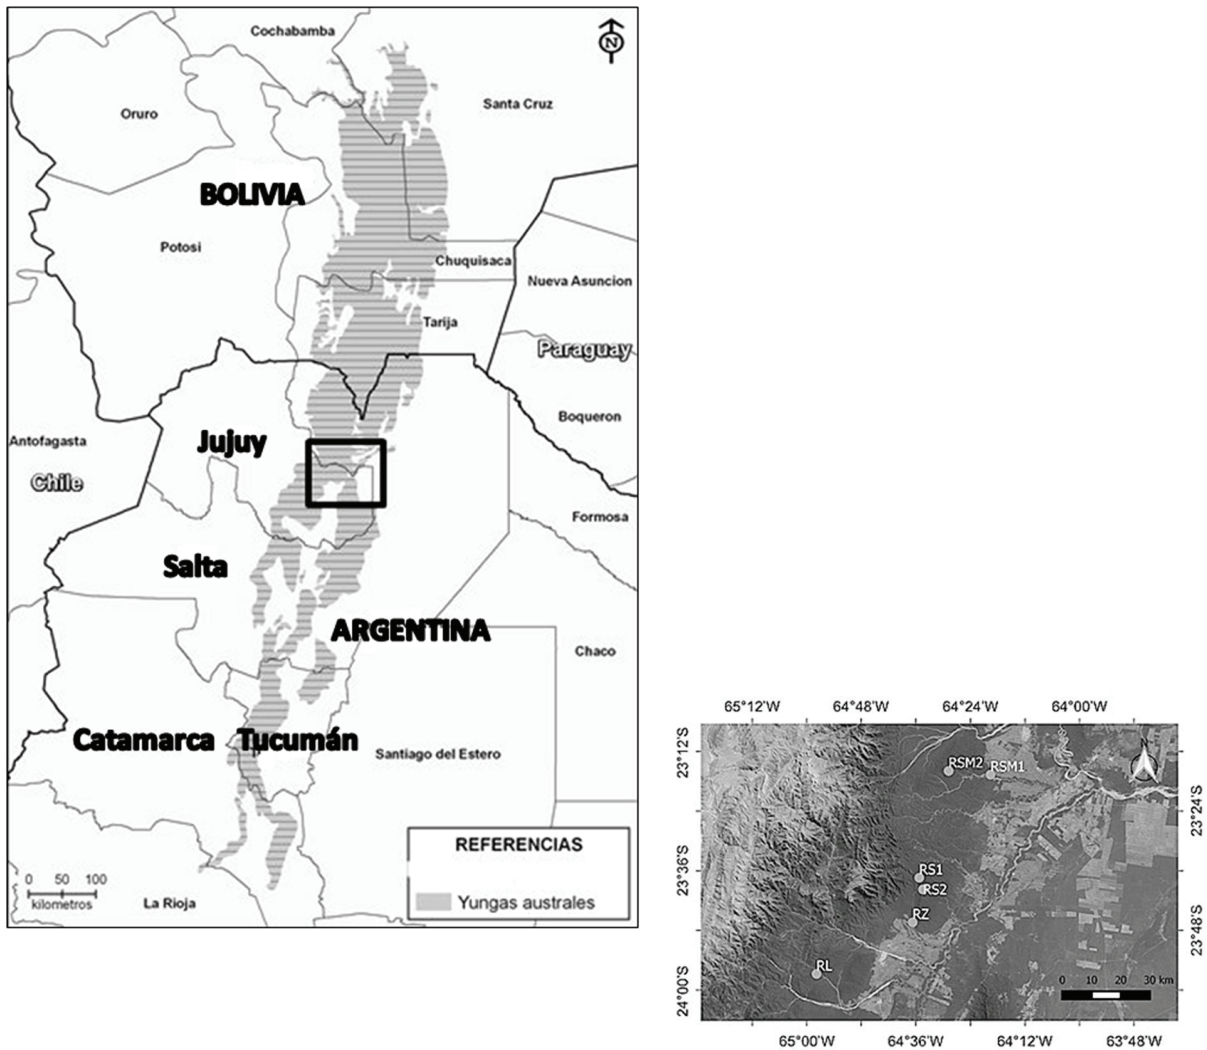 Cochabamba
N
Oruro
Santa Cruz
BOLIVIA
Potosi
Chuquisaca
Nueva Asuncion
Tarija
Paraguay
Boqueron
Antofagasta
Jujuy
Chile
Formosa
Salta
ARGENTINA
Chaco
Catamarca
Tucumán
Santiago del Estero
REFERENCIAS
0 50 100
kilometros
La Rioja
Yungas australes
65°12'W 64°48'W 64°24'W 64°00'W
23°12'S
RSM2 RSM1
23°24'S
23°36'S
RS1
RS2
RZ
23°48'S
RL
24°00'S
0 10 20 30 km
65°00'W 64°36'W 64°12'W 63°48'W